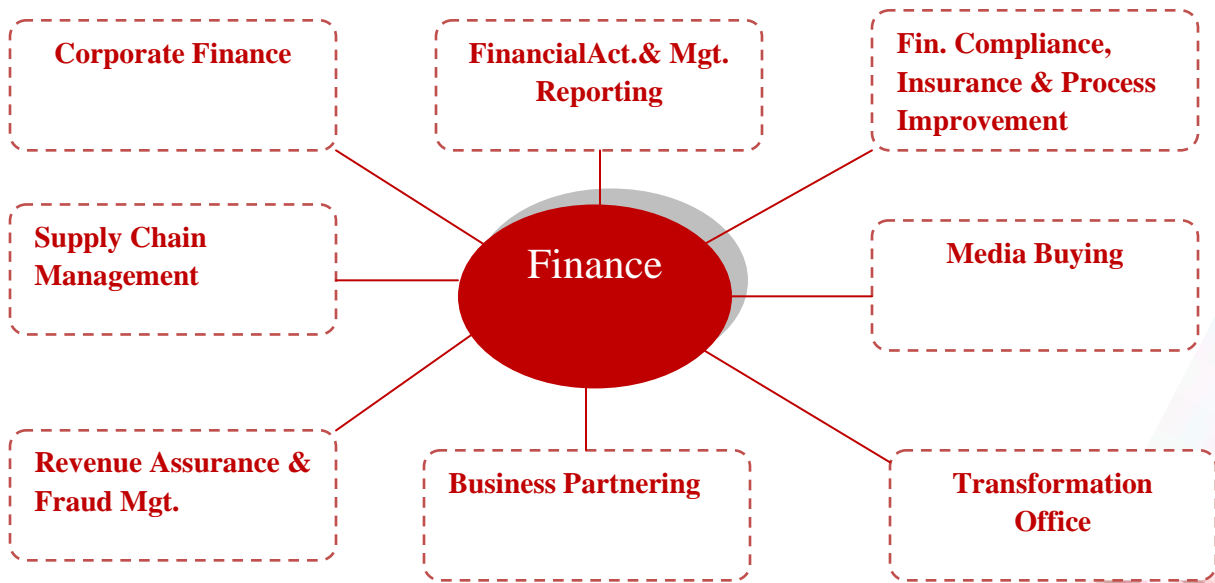 Corporate Finance
FinancialAct.& Mgt.
Reporting
Fin. Compliance,
Insurance & Process
Improvement
Supply Chain
Management
Finance
Media Buying
Revenue Assurance &
Fraud Mgt.
Business Partnering
Transformation
Office